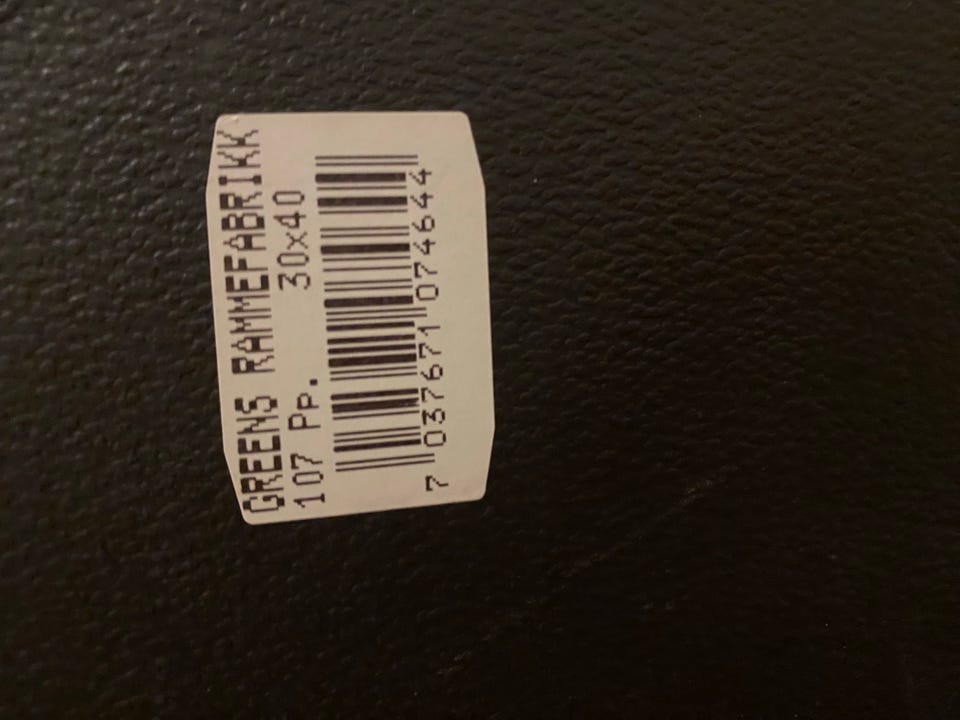 GREENS RAMMEFABRIKK
107 Pp. 30x40
7 037671 074644